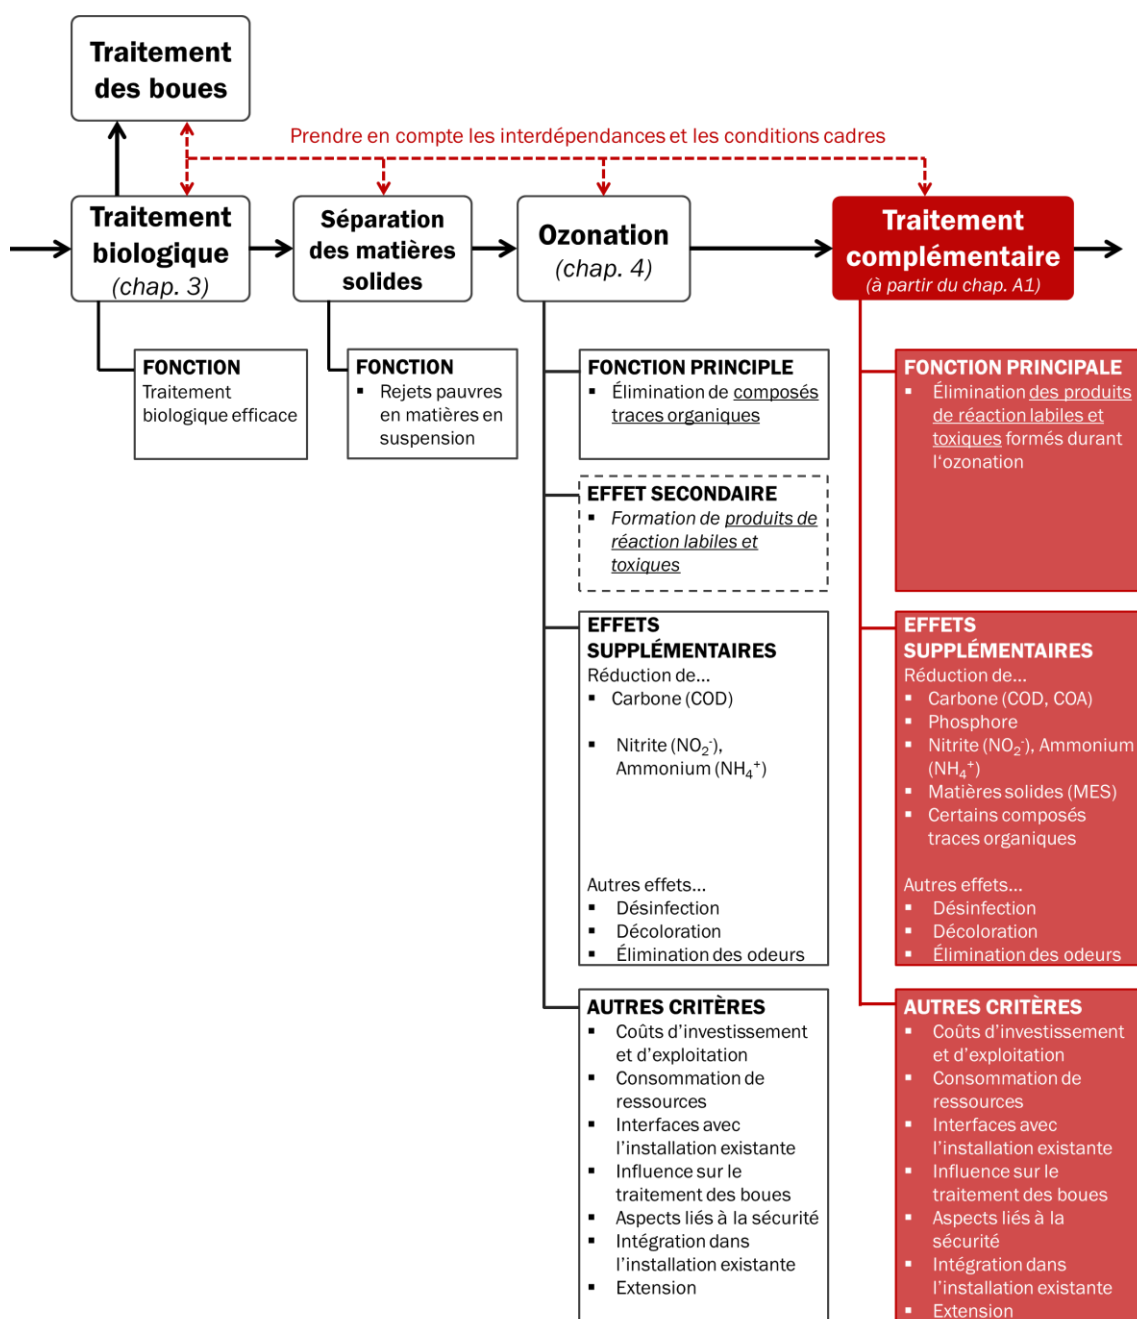 Traitement
des boues
Prendre en compte les interdépendances et les conditions cadres
Traitement
biologique
(chap. 3)
Séparation
des matières
solides
Ozonation
(chap. 4)
Traitement
complémentaire
(à partir du chap. A1)
FONCTION
Traitement
biologique efficace
FONCTION
▪ Rejets pauvres
en matières en
suspension
FONCTION PRINCIPLE
▪ Élimination de composés
traces organiques
EFFET SECONDAIRE
▪ Formation de produits de
réaction labiles et
toxiques
EFFETS
SUPPLÉMENTAIRES
Réduction de...
▪ Carbone (COD)
▪ Nitrite (NO₂⁻),
Ammonium (NH₄⁺)
Autres effets...
▪ Désinfection
▪ Décoloration
▪ Élimination des odeurs
AUTRES CRITÈRES
▪ Coûts d'investissement
et d'exploitation
▪ Consommation de
ressources
▪ Interfaces avec
l'installation existante
▪ Influence sur le
traitement des boues
▪ Aspects liés à la sécurité
▪ Intégration dans
l'installation existante
▪ Extension
FONCTION PRINCIPALE
▪ Élimination des produits
de réaction labiles et
toxiques formés durant
l'ozonation
EFFETS
SUPPLÉMENTAIRES
Réduction de...
▪ Carbone (COD, COA)
▪ Phosphore
▪ Nitrite (NO₂⁻), Ammonium
(NH₄⁺)
▪ Matières solides (MES)
▪ Certains composés
traces organiques
Autres effets...
▪ Désinfection
▪ Décoloration
▪ Élimination des odeurs
AUTRES CRITÈRES
▪ Coûts d'investissement
et d'exploitation
▪ Consommation de
ressources
▪ Interfaces avec
l'installation existante
▪ Influence sur le
traitement des boues
▪ Aspects liés à la
sécurité
▪ Intégration dans
l'installation existante
▪ Extension